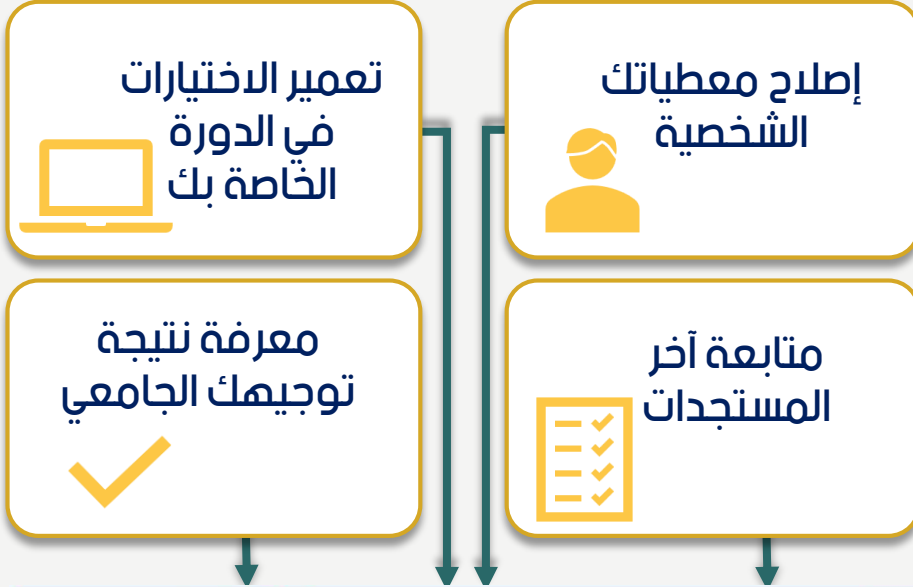 إصلاح معطياتك
الشخصية
تعمير الاختيارات
في الدورة
الخاصة بك
متابعة آخر
المستجدات
معرفة نتيجة
توجيهك الجامعي